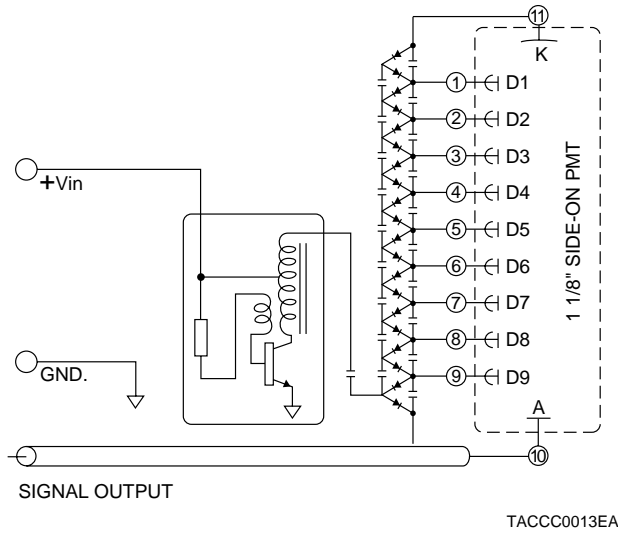 11
K
1 D1
2 D2
3 D3
4 D4
5 D5
6 D6
7 D7
8 D8
9 D9
1 1/8" SIDE-ON PMT
+Vin
GND.
A
10
SIGNAL OUTPUT
TACCC0013EA